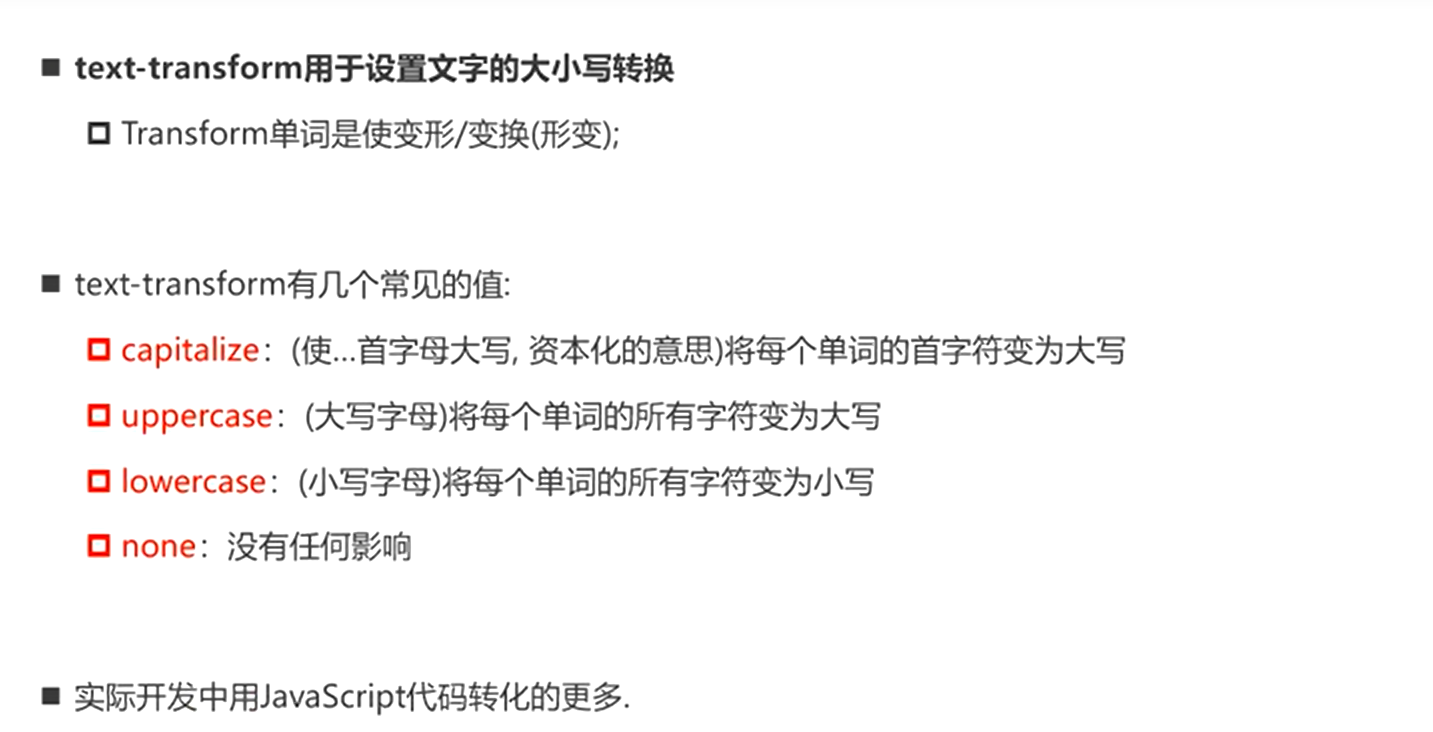 text-transform用于设置文字的大小写转换
Transform单词是使变形/变换(形变);
text-transform有几个常见的值:
capitalize：(使...首字母大写, 资本化的意思)将每个单词的首字符变为大写
uppercase：(大写字母)将每个单词的所有字符变为大写
lowercase：(小写字母)将每个单词的所有字符变为小写
none：没有任何影响
实际开发中用JavaScript代码转化的更多.